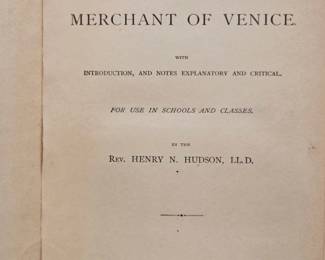 MERCHANT OF VENICE.
WITH
INTRODUCTION, AND NOTES EXPLANATORY AND CRITICAL.
FOR USE IN SCHOOLS AND CLASSES.
BY THE
REV. HENRY N. HUDSON, LL.D.